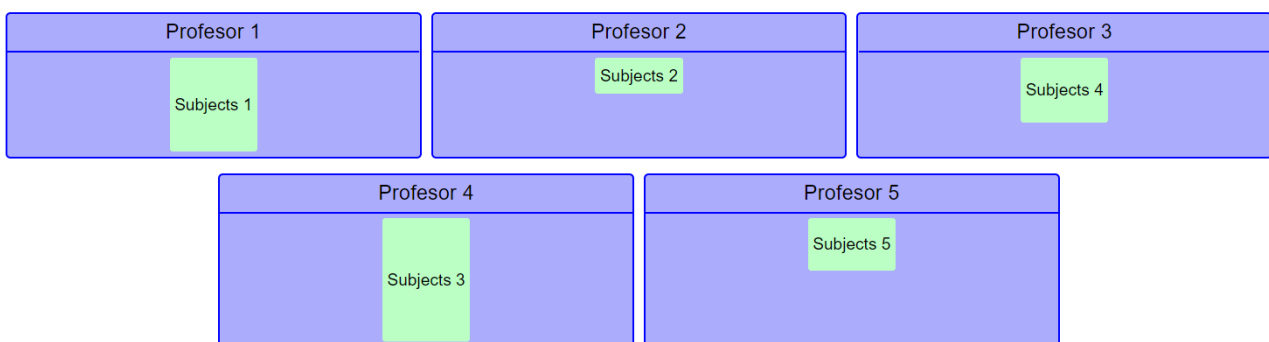 Profesor 1
Subjects 1
Profesor 2
Subjects 2
Profesor 3
Subjects 4
Profesor 4
Subjects 3
Profesor 5
Subjects 5